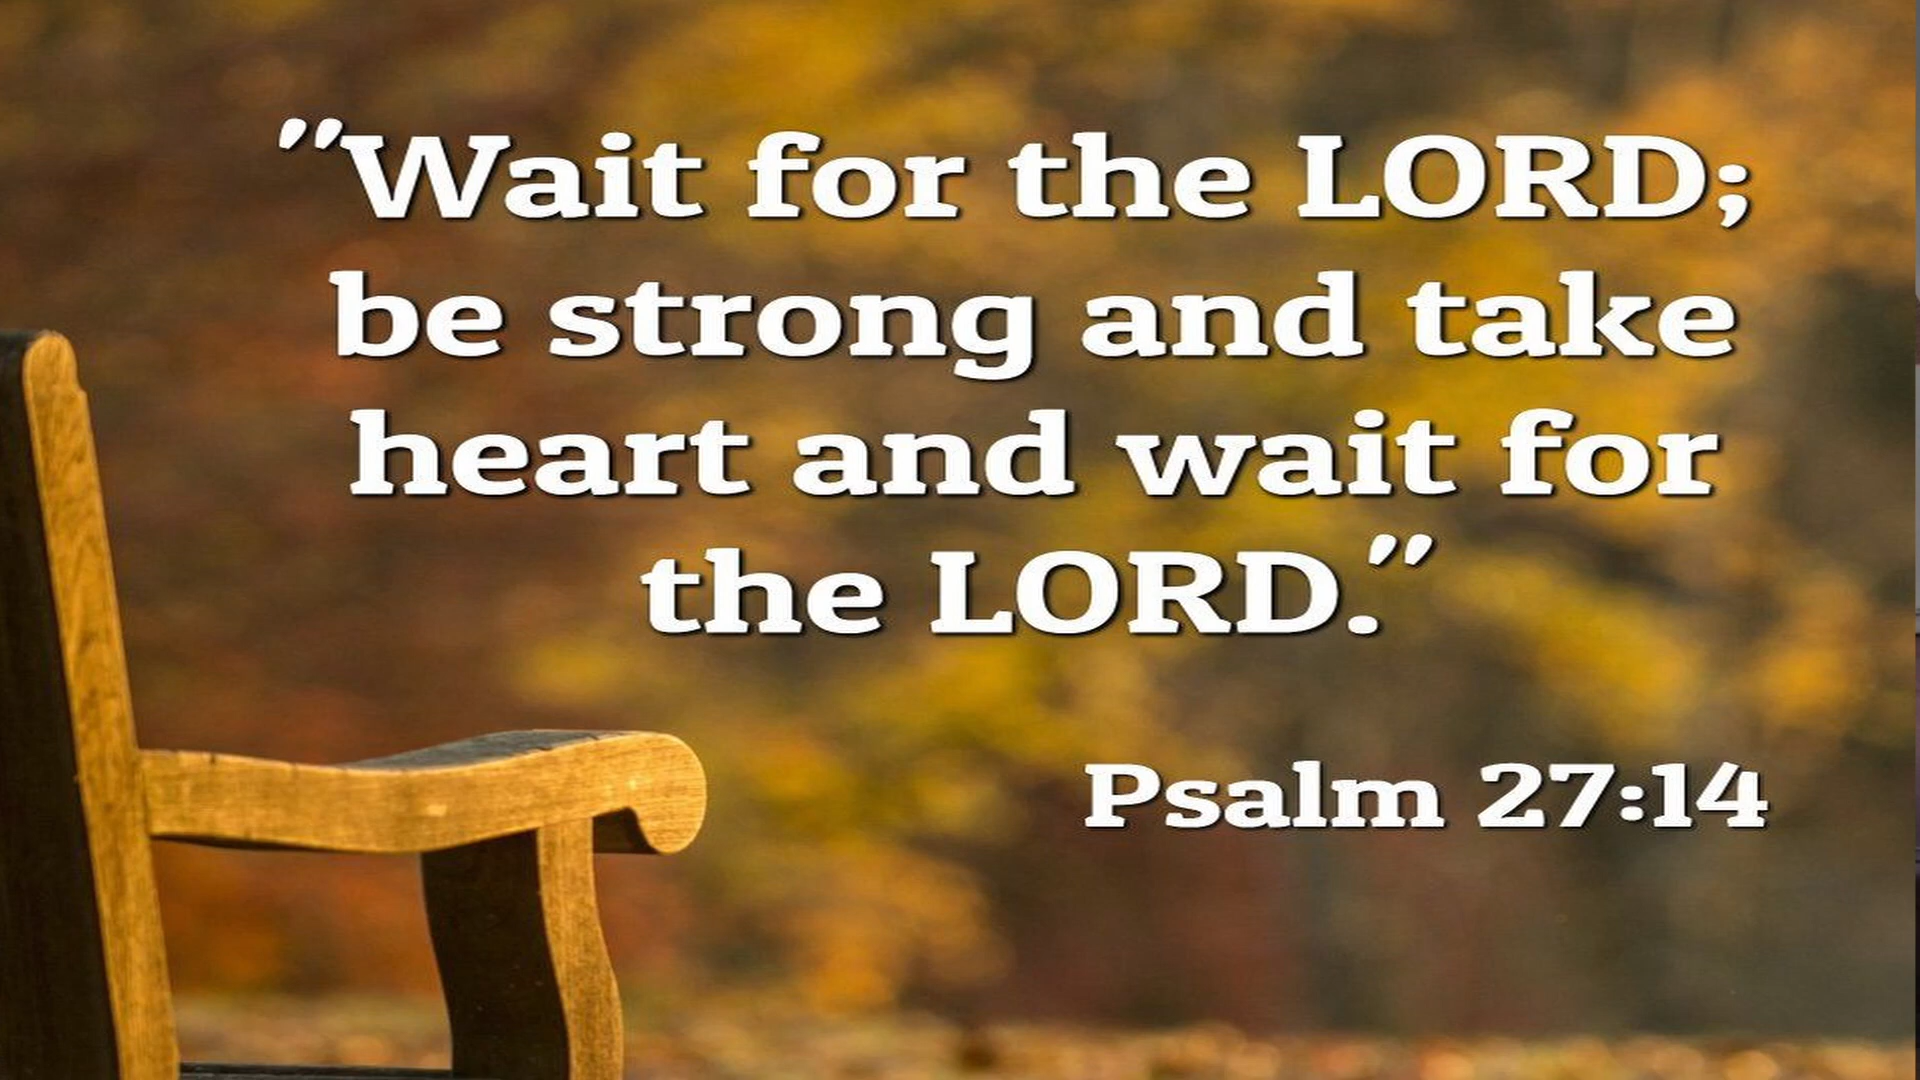 "Wait for the LORD;
be strong and take
heart and wait for
the LORD."
Psalm 27:14